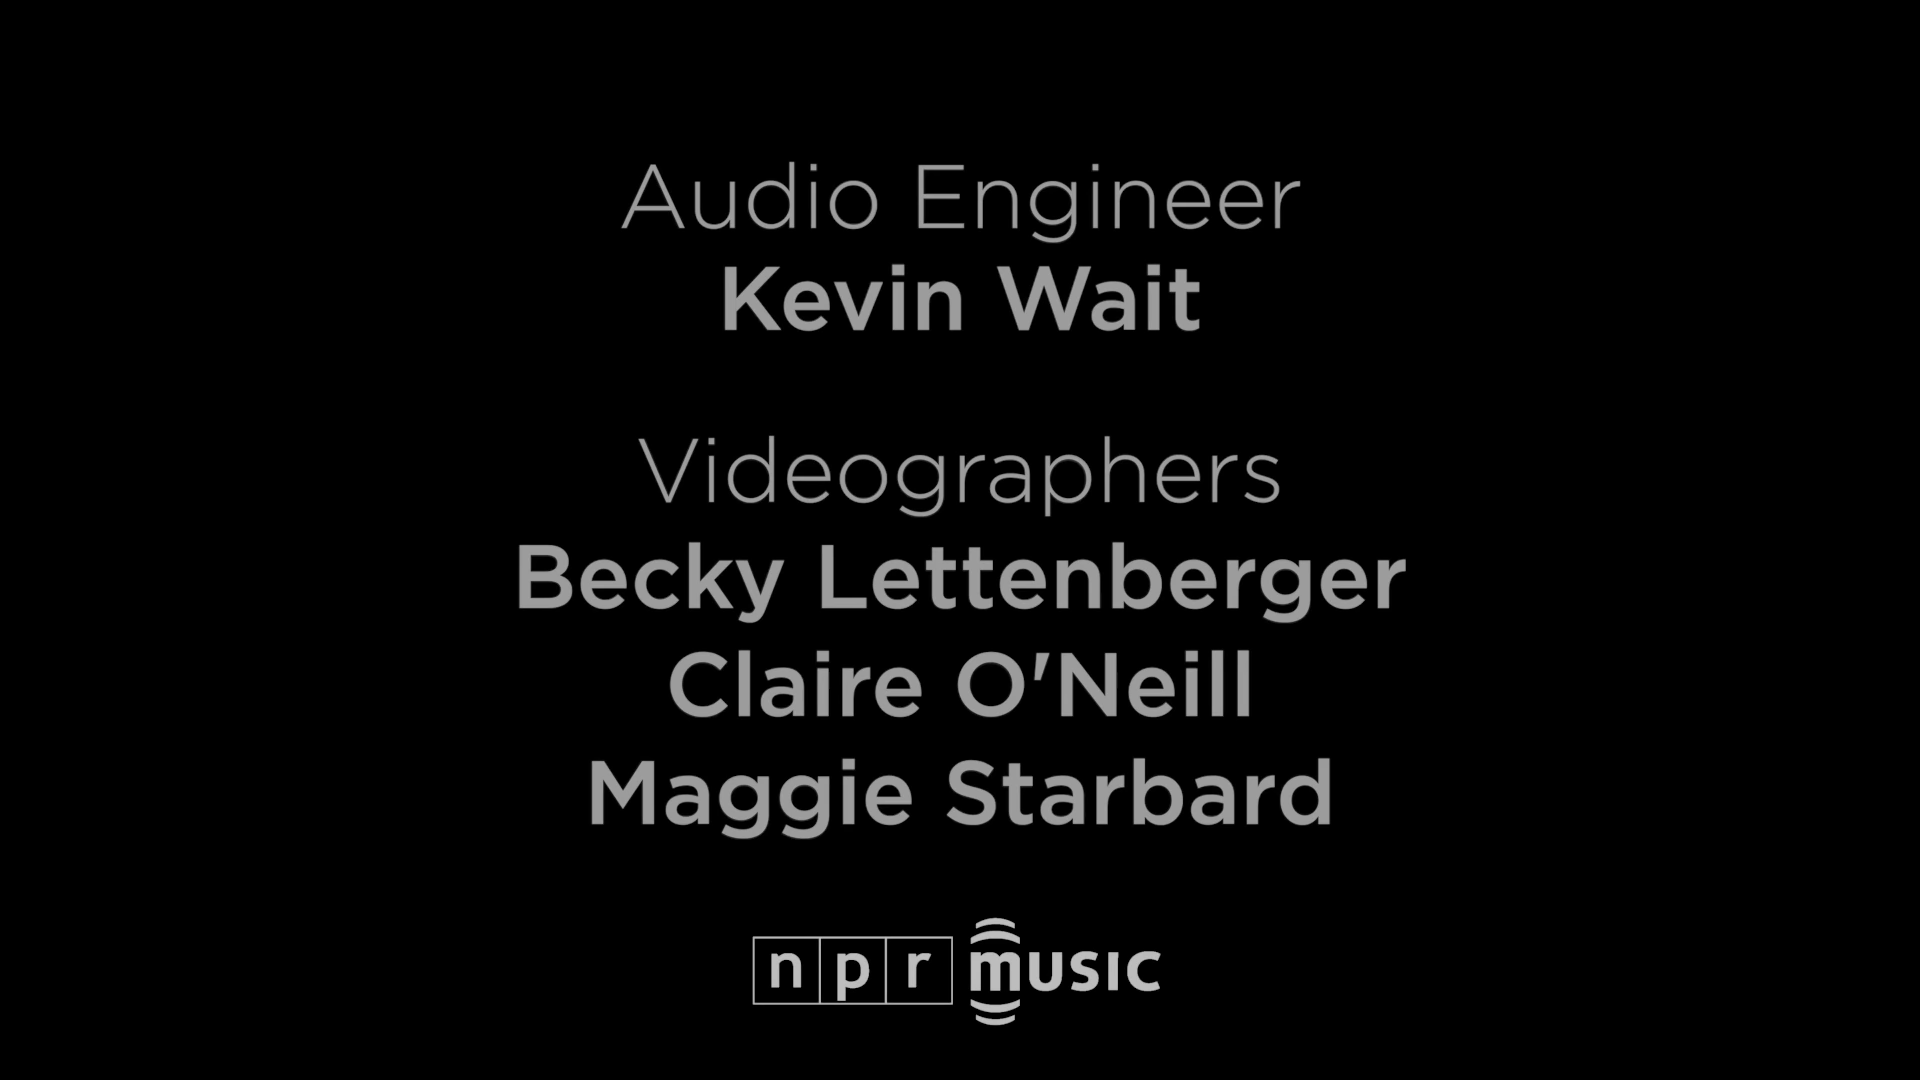 Audio Engineer
Kevin Wait
Videographers
Becky Lettenberger
Claire O'Neill
Maggie Starbard
npr music